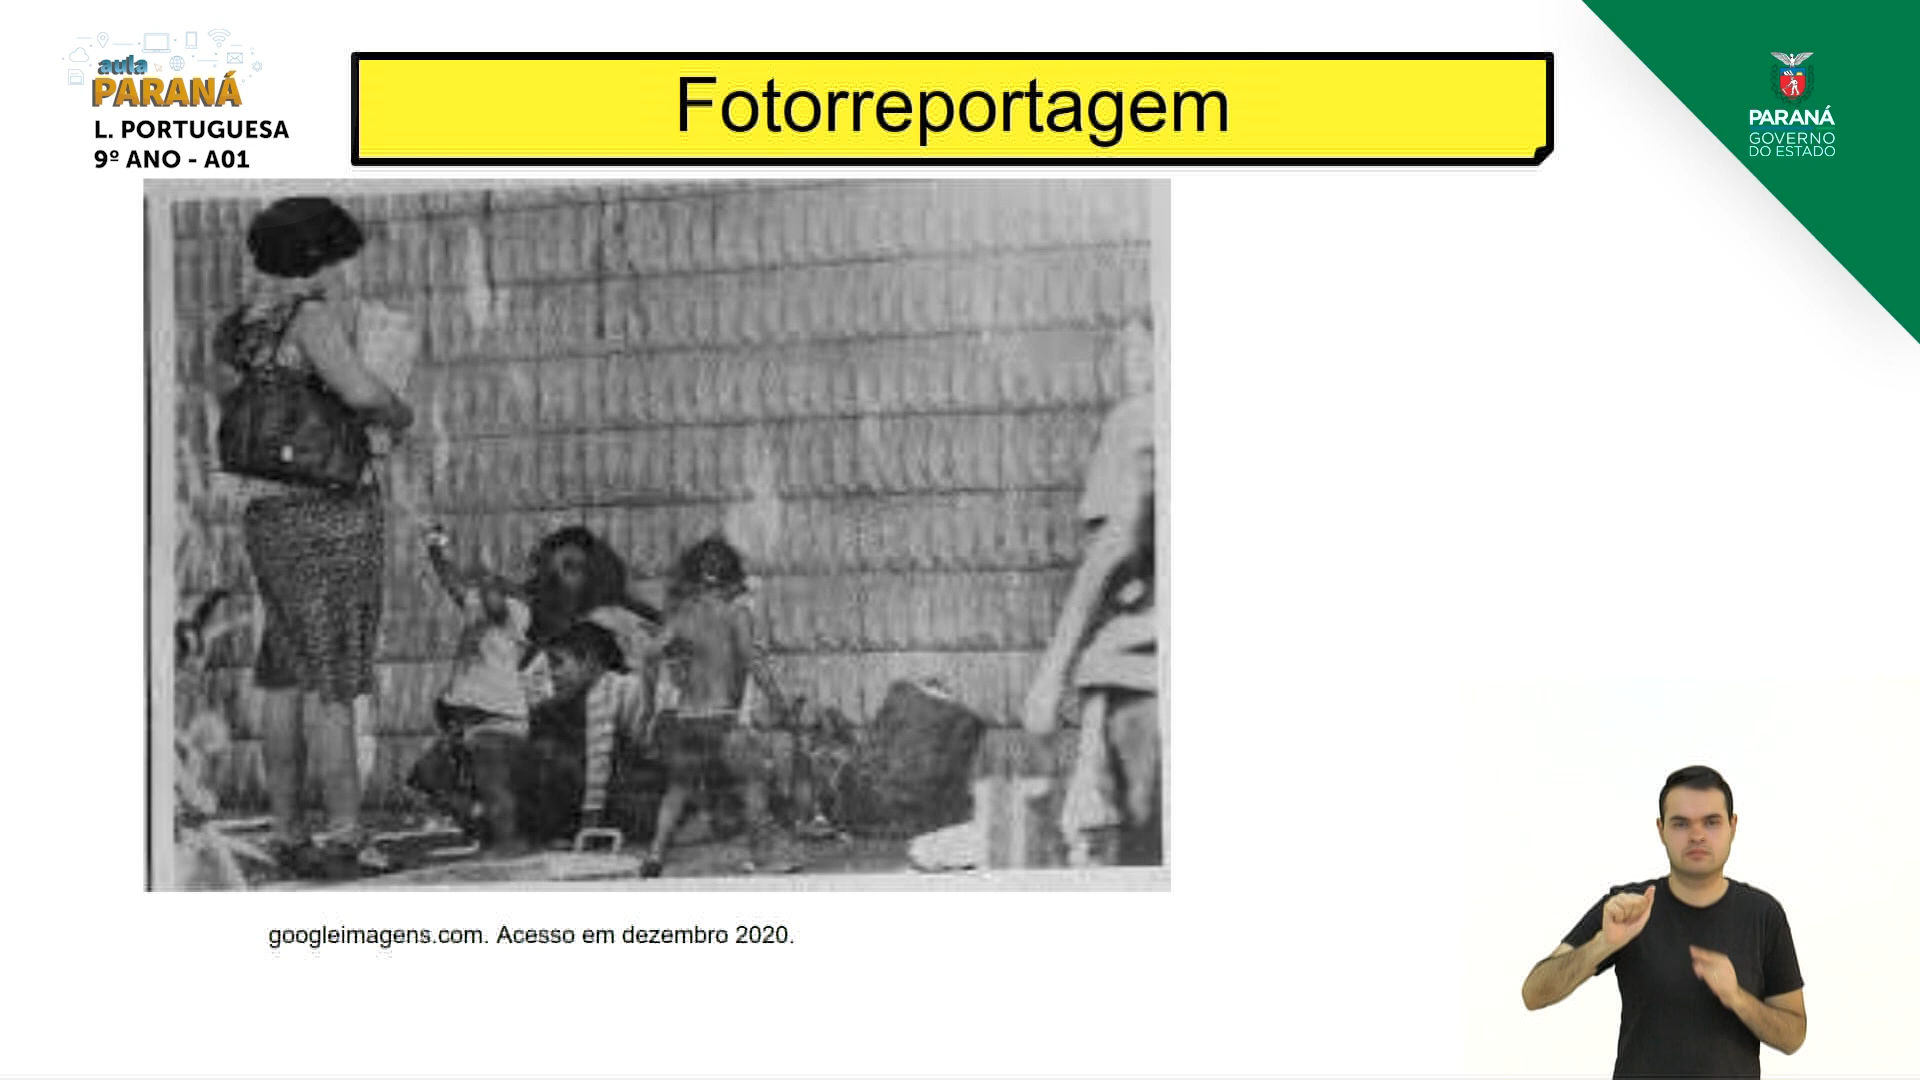 aula
PARANÁ
L. PORTUGUESA
9º ANO - A01
Fotorreportagem
PARANÁ
GOVERNO
DO ESTADO
googleimagens.com. Acesso em dezembro 2020.